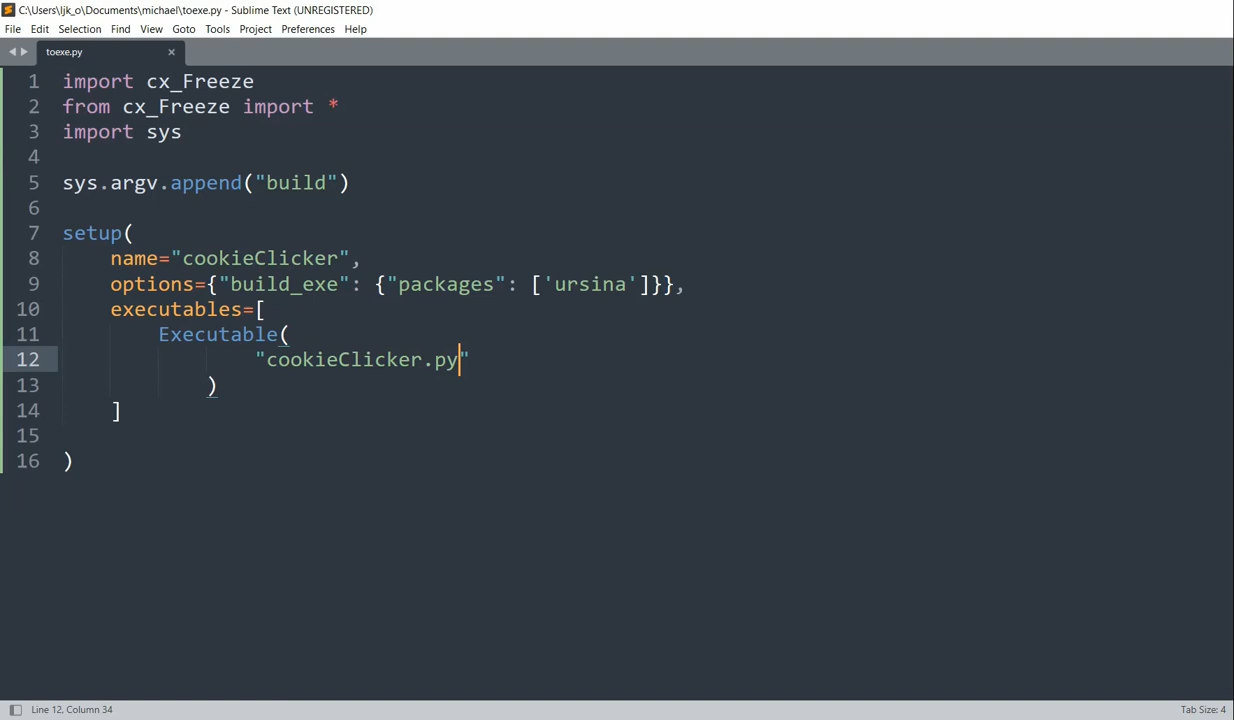 C:\Users\ljk_o\Documents\michael\toexe.py - Sublime Text (UNREGISTERED)
File Edit Selection Find View Goto Tools Project Preferences Help
toexe.py ×
1 import cx_Freeze
2 from cx_Freeze import *
3 import sys
4
5 sys.argv.append("build")
6
7 setup(
8 name="cookieClicker",
9 options={"build_exe": {"packages": ['ursina']}},
10 executables=[
11 Executable(
12 "cookieClicker.py"
13 )
14 ]
15
16 )
Line 12, Column 34 Tab Size: 4